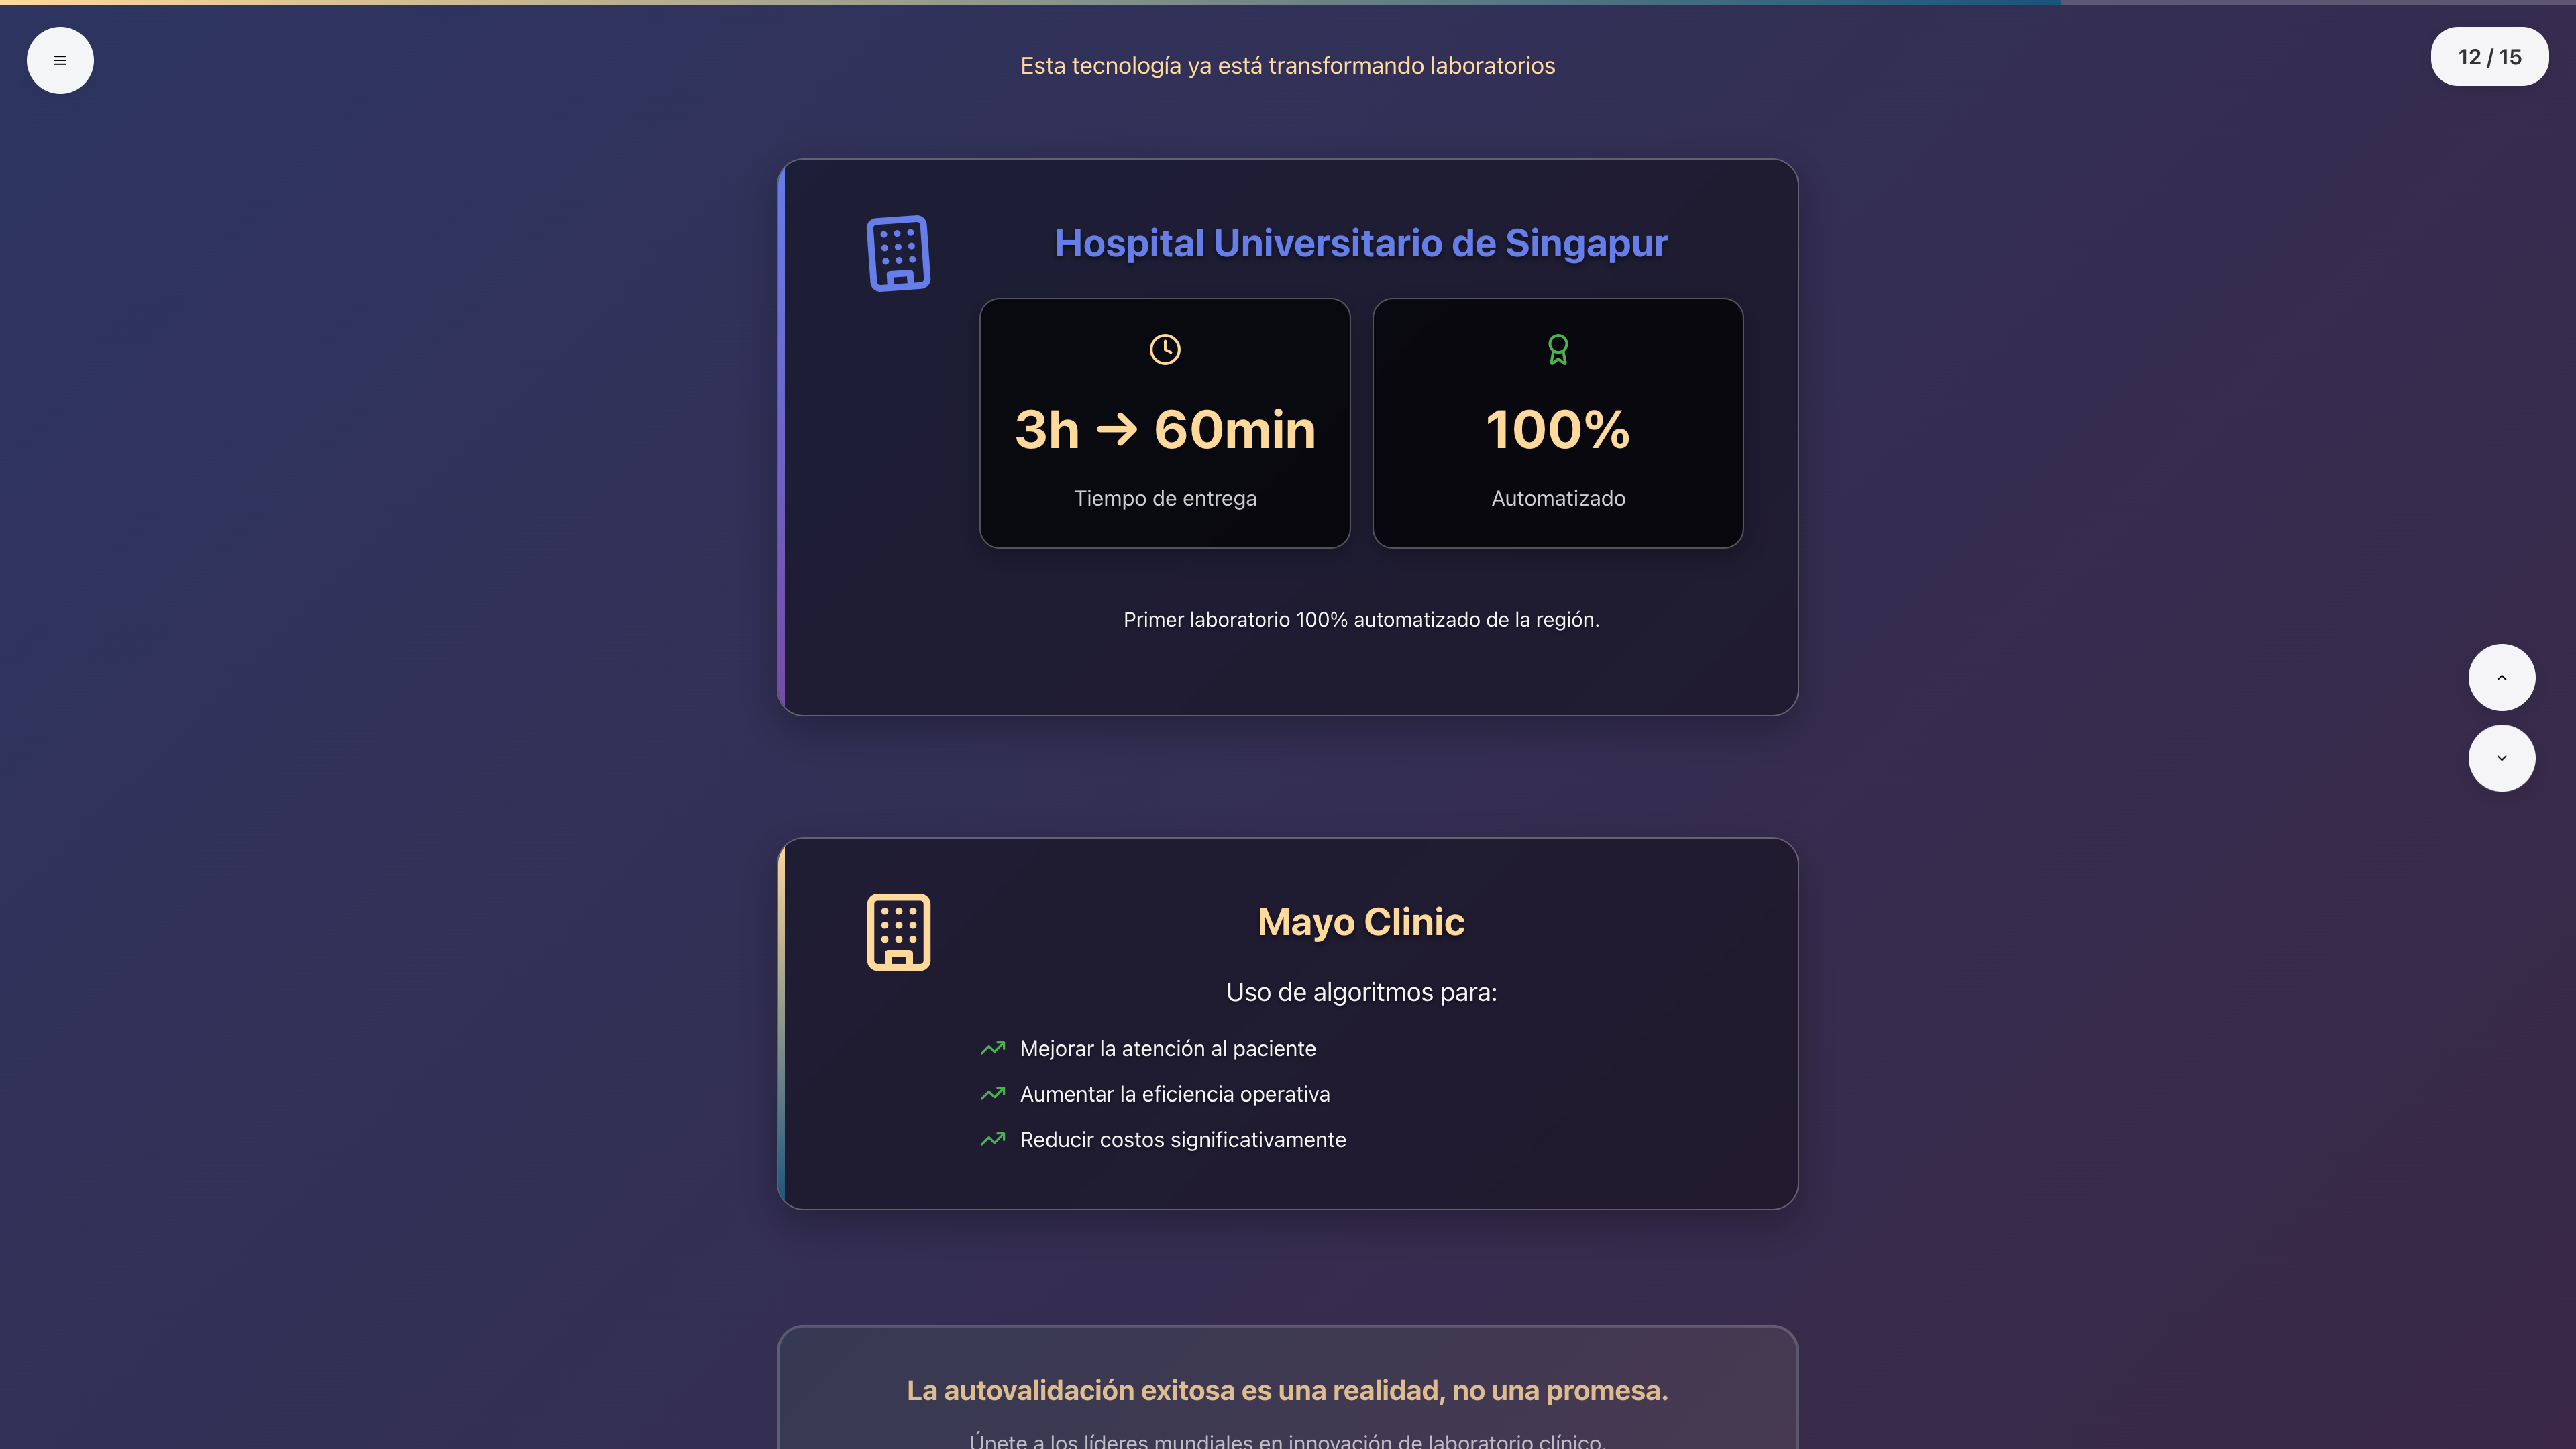 12 / 15
Esta tecnología ya está transformando laboratorios
Hospital Universitario de Singapur
3h → 60min
Tiempo de entrega
100%
Automatizado
Primer laboratorio 100% automatizado de la región.
Mayo Clinic
Uso de algoritmos para:
Mejorar la atención al paciente
Aumentar la eficiencia operativa
Reducir costos significativamente
La autovalidación exitosa es una realidad, no una promesa.
Únete a los líderes mundiales en innovación de laboratorio clínico.